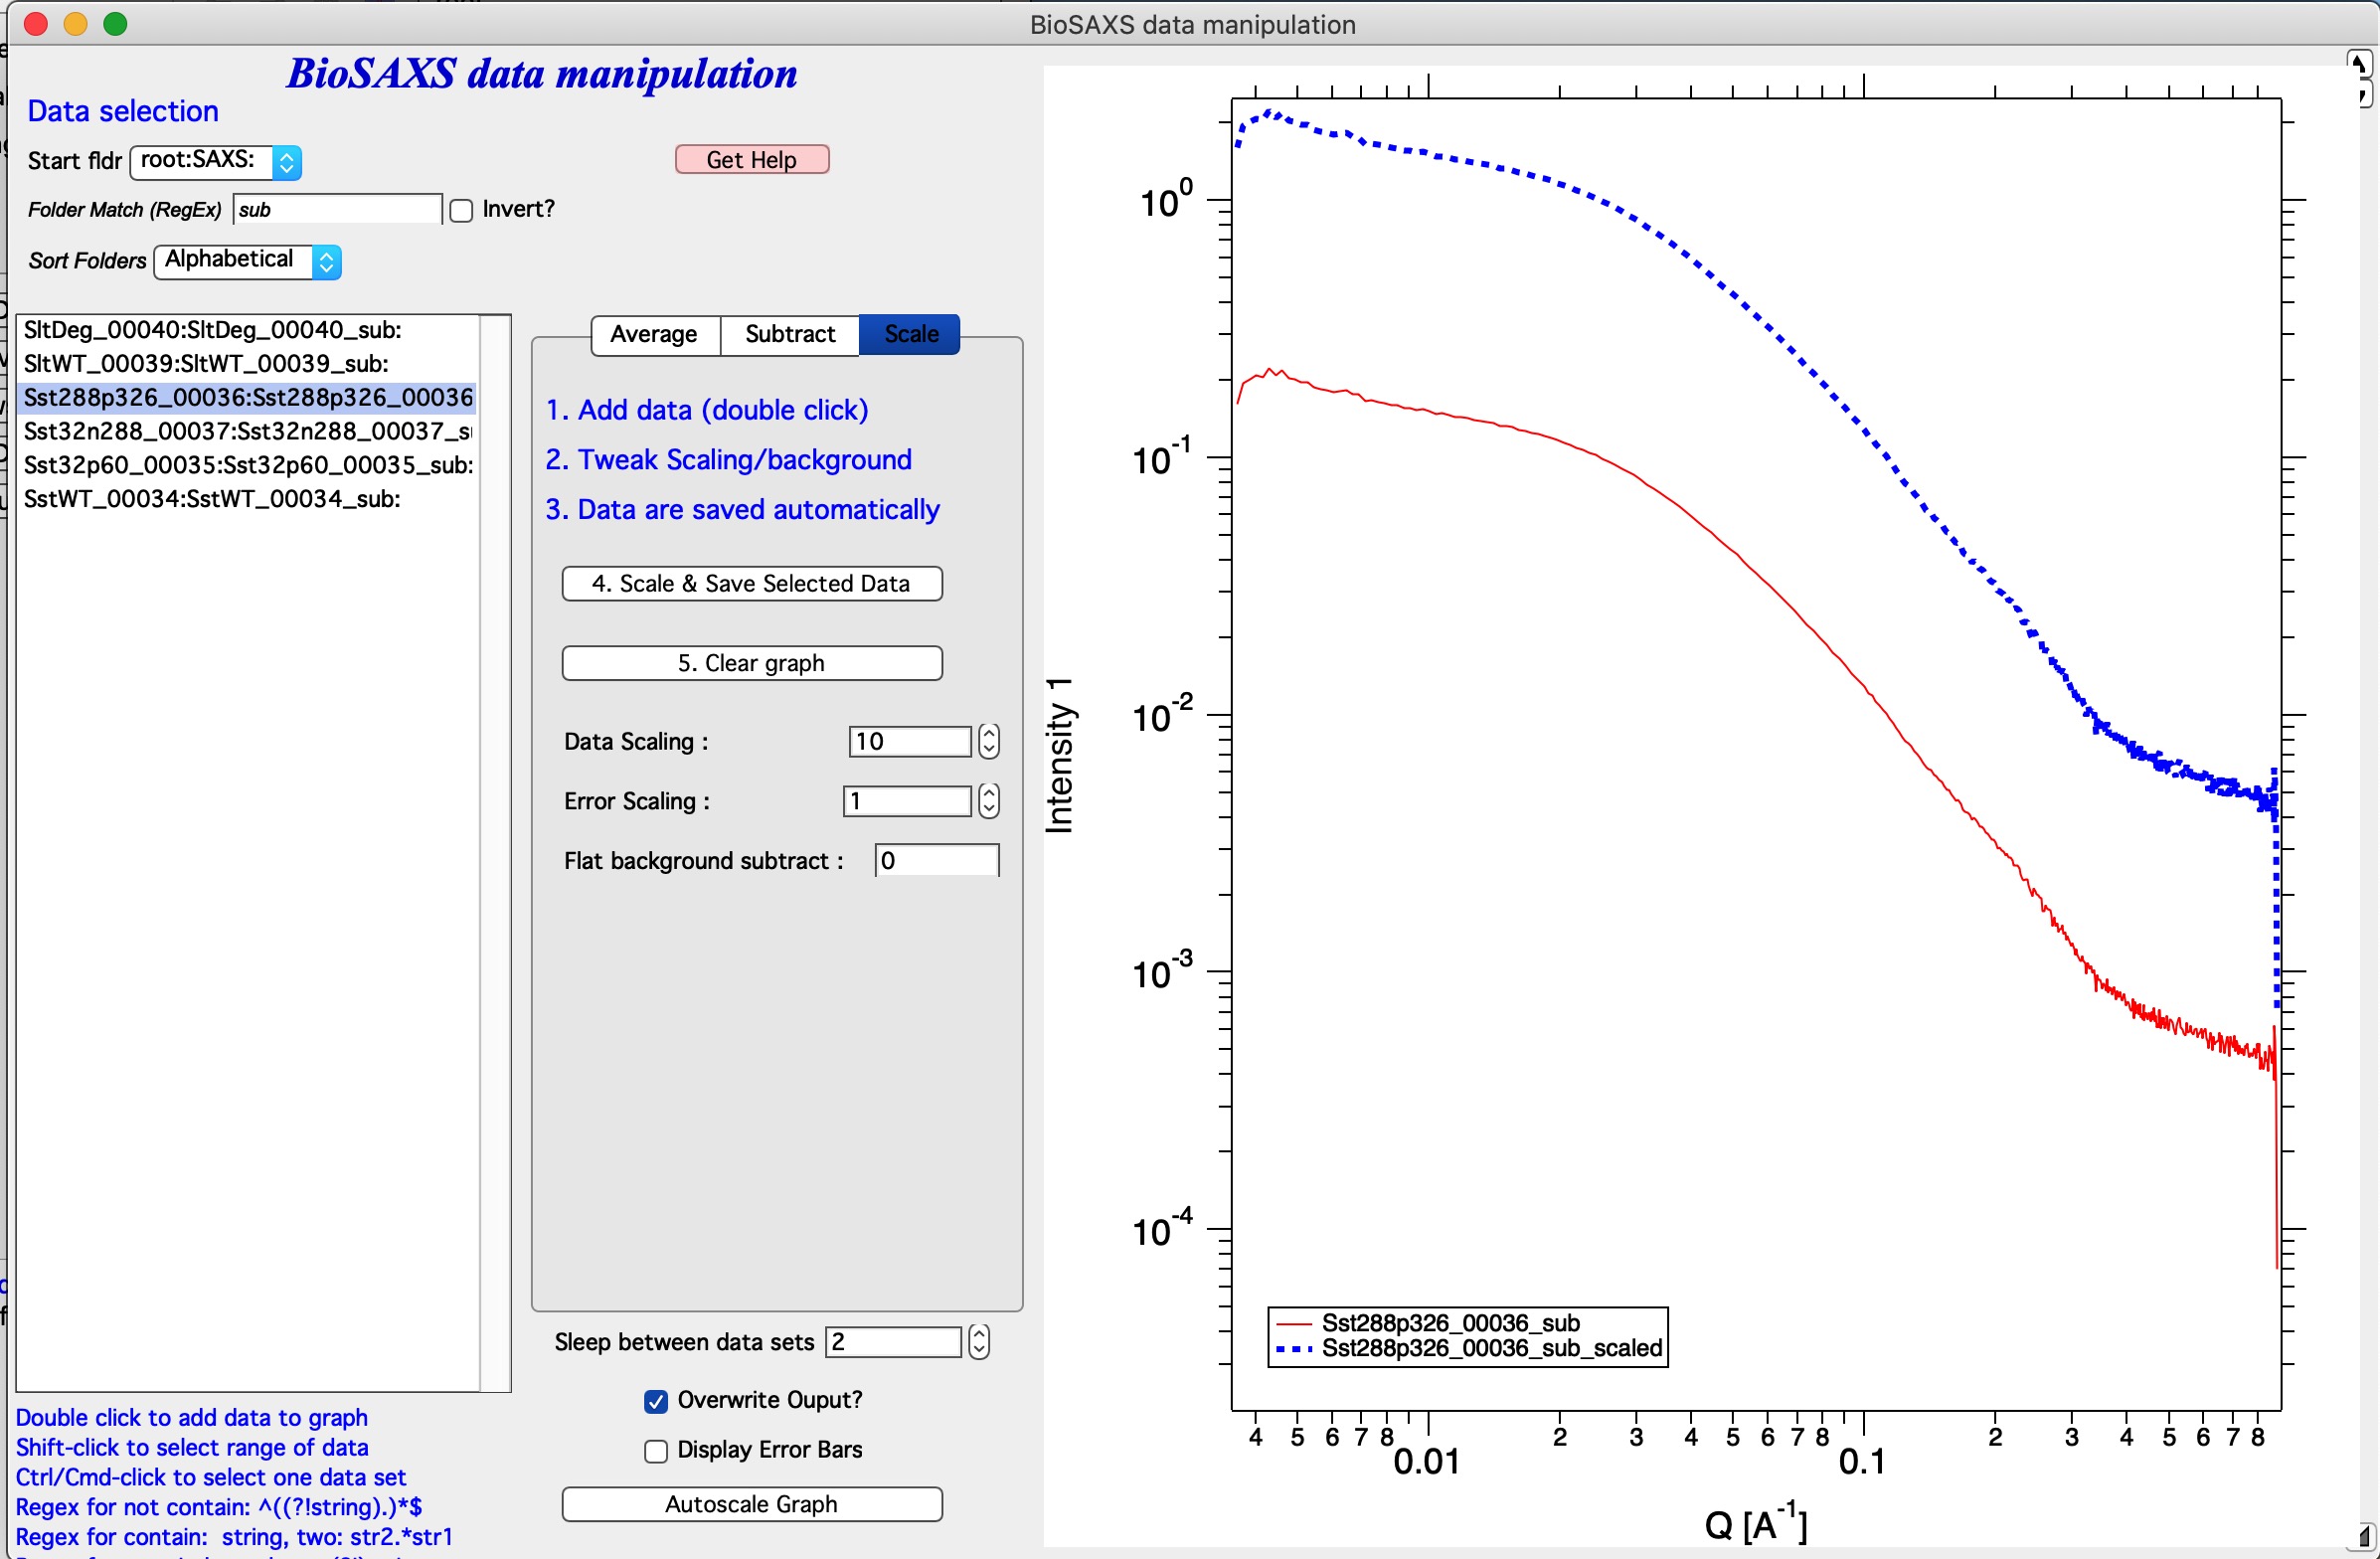 BioSAXS data manipulation
BioSAXS data manipulation
Data selection
Start fldr root:SAXS:
Get Help
Folder Match (RegEx) sub Invert?
Sort Folders Alphabetical
SltDeg_00040:SltDeg_00040_sub:
SltWT_00039:SltWT_00039_sub:
Sst288p326_00036:Sst288p326_00036
Sst32n288_00037:Sst32n288_00037_s
Sst32p60_00035:Sst32p60_00035_sub:
SstWT_00034:SstWT_00034_sub:
Average Subtract Scale
1. Add data (double click)
2. Tweak Scaling/background
3. Data are saved automatically
4. Scale & Save Selected Data
5. Clear graph
Data Scaling : 10
Error Scaling : 1
Flat background subtract : 0
Sleep between data sets 2
Overwrite Ouput?
Display Error Bars
Autoscale Graph
Double click to add data to graph
Shift-click to select range of data
Ctrl/Cmd-click to select one data set
Regex for not contain: ^((?!string).)*$
Regex for contain: string, two: str2.*str1
Intensity 1
10^0
10^-1
10^-2
10^-3
10^-4
Sst288p326_00036_sub
Sst288p326_00036_sub_scaled
4 5 6 7 8 2 3 4 5 6 7 8 2 3 4 5 6 7 8
0.01 0.1
Q [A^-1]